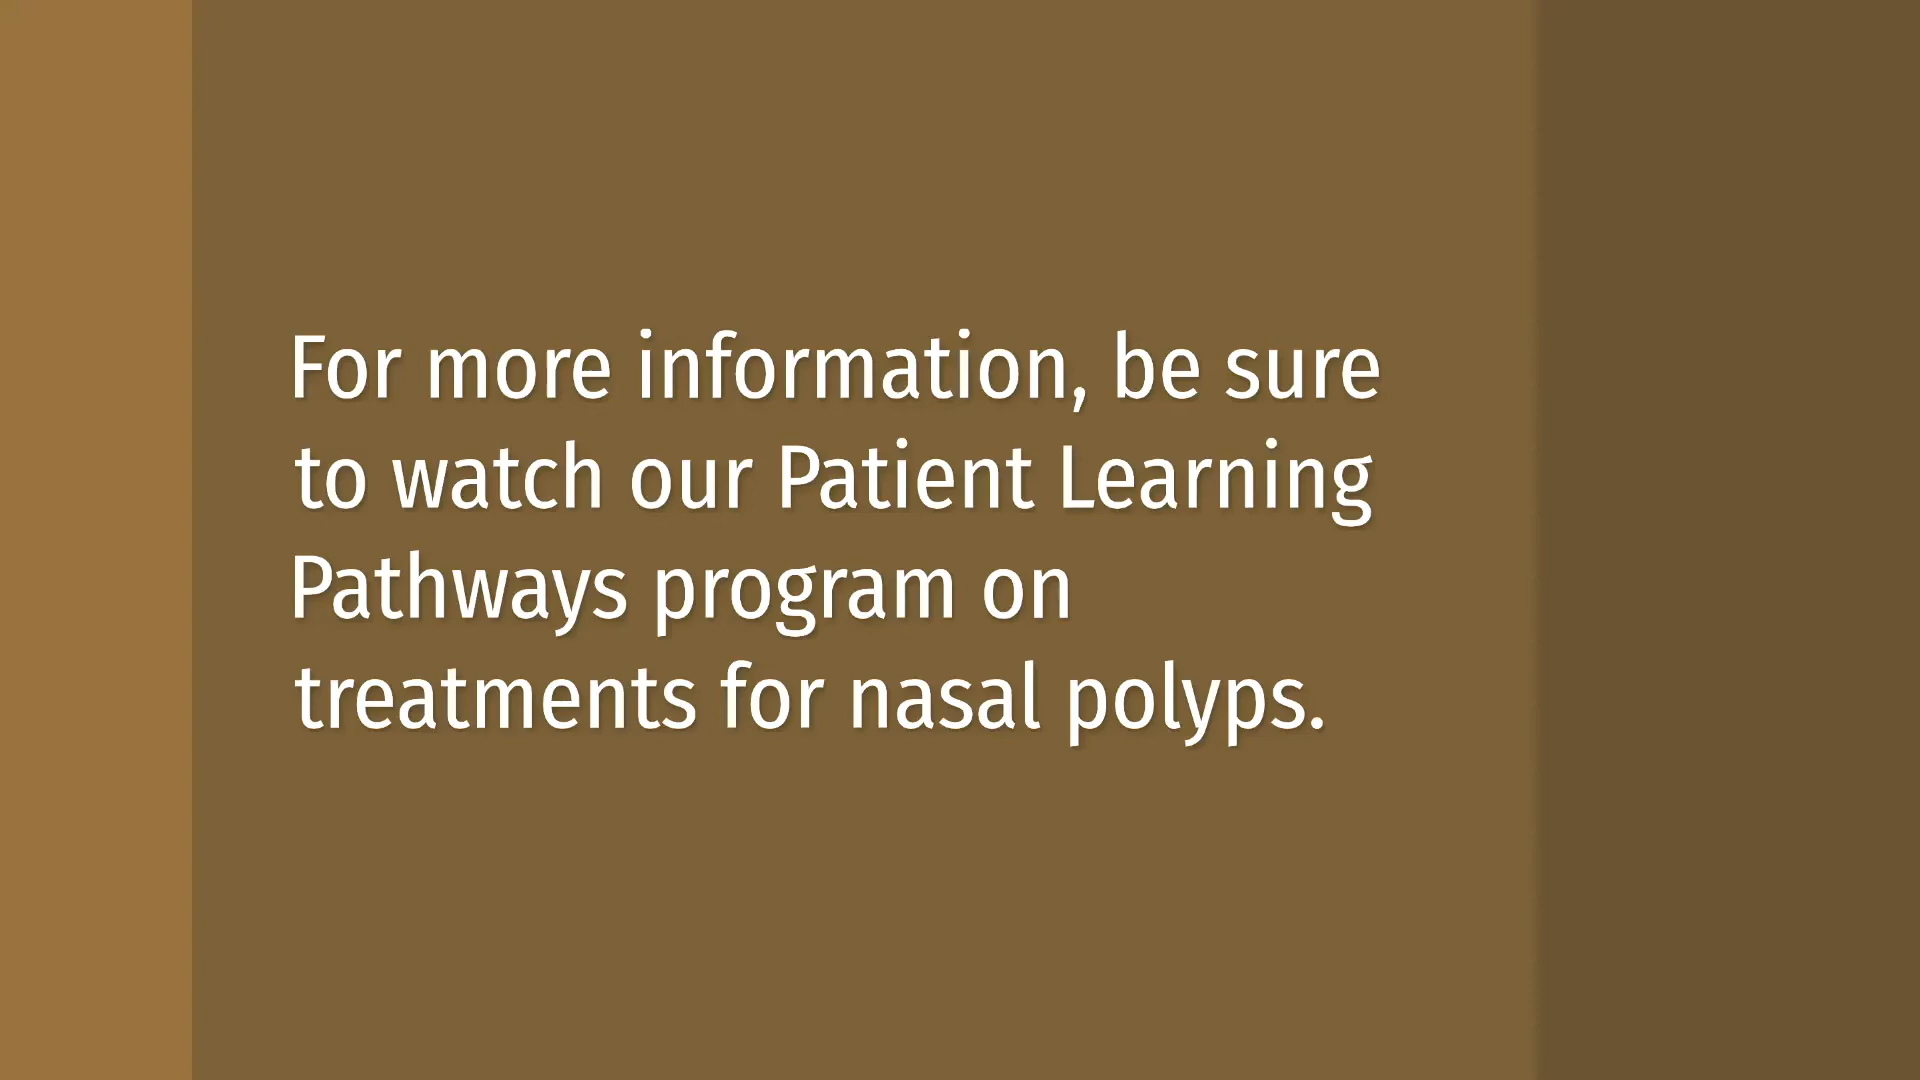 For more information, be sure
to watch our Patient Learning
Pathways program on
treatments for nasal polyps.